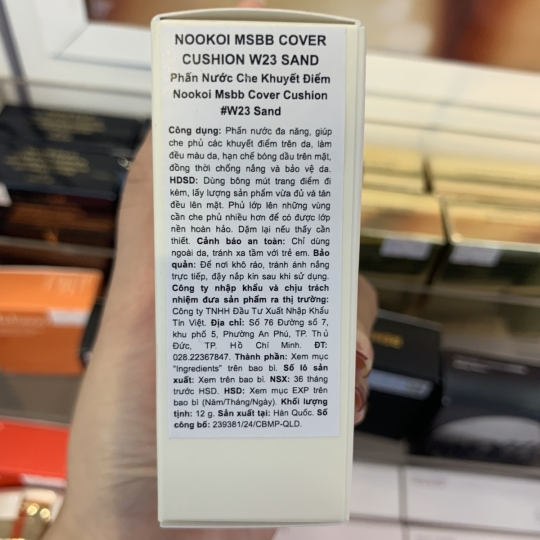 NOOKOI MSBB COVER
CUSHION W23 SAND
Phấn Nước Che Khuyết Điểm
Nookoi Msbb Cover Cushion
#W23 Sand
Công dụng: Phấn nước đa năng, giúp
che phủ các khuyết điểm trên da, làm
đều màu da, hạn chế bóng dầu trên mặt,
đồng thời chống nắng và bảo vệ da.
HDSD: Dùng bông mút trang điểm đi
kèm, lấy lượng sản phẩm vừa đủ và tán
đều lên mặt. Phủ lớp lên những vùng
cần che phủ nhiều hơn để có được lớp
nền hoàn hảo. Dặm lại nếu thấy cần
thiết. Cảnh báo an toàn: Chỉ dùng
ngoài da, tránh xa tầm với trẻ em. Bảo
quản: Để nơi khô ráo, tránh ánh nắng
trực tiếp, đậy nắp kín sau khi sử dụng.
Công ty nhập khẩu và chịu trách
nhiệm đưa sản phẩm ra thị trường:
Công ty TNHH Đầu Tư Xuất Nhập Khẩu
Tín Việt. Địa chỉ: Số 76 Đường số 7,
khu phố 5, Phường An Phú, TP. Thủ
Đức, TP. Hồ Chí Minh. ĐT:
028.22367847. Thành phần: Xem mục
"Ingredients" trên bao bì. Số lô sản
xuất: Xem trên bao bì. NSX: 36 tháng
trước HSD. HSD: Xem mục EXP trên
bao bì (Năm/Tháng/Ngày). Khối lượng
tịnh: 12 g. Sản xuất tại: Hàn Quốc. Số
công bố: 239381/24/CBMP-QLD.